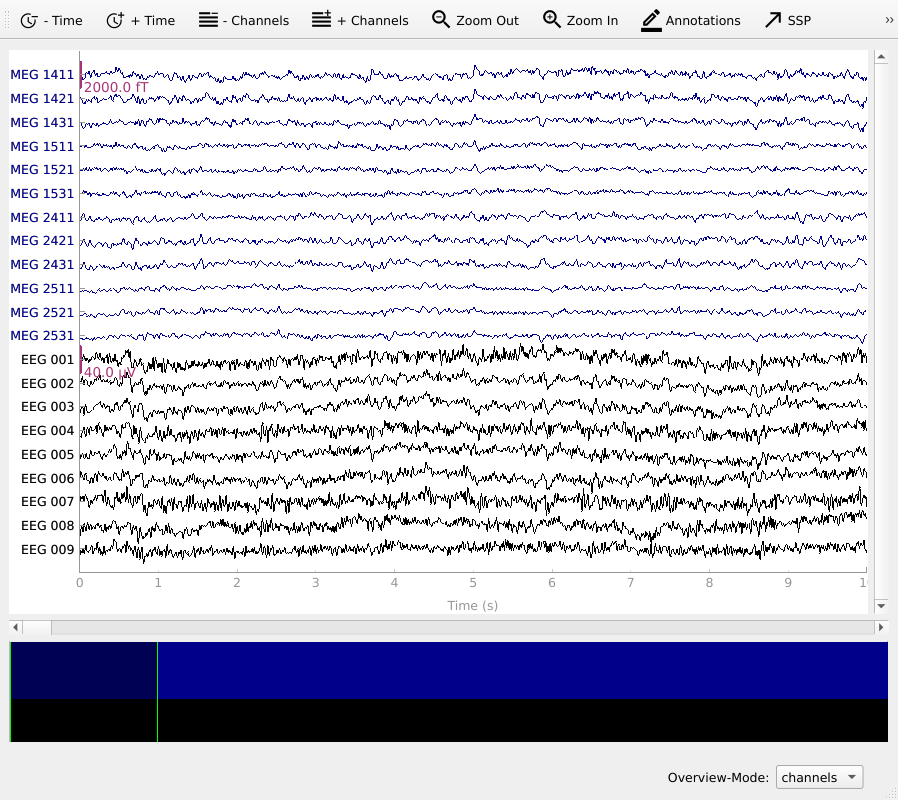 - Time + Time - Channels + Channels Zoom Out Zoom In Annotations SSP »
MEG 1411
2000.0 fT
MEG 1421
MEG 1431
MEG 1511
MEG 1521
MEG 1531
MEG 2411
MEG 2421
MEG 2431
MEG 2511
MEG 2521
MEG 2531
EEG 001
40.0 µV
EEG 002
EEG 003
EEG 004
EEG 005
EEG 006
EEG 007
EEG 008
EEG 009
0 1 2 3 4 5 6 7 8 9 1
Time (s)
Overview-Mode: channels